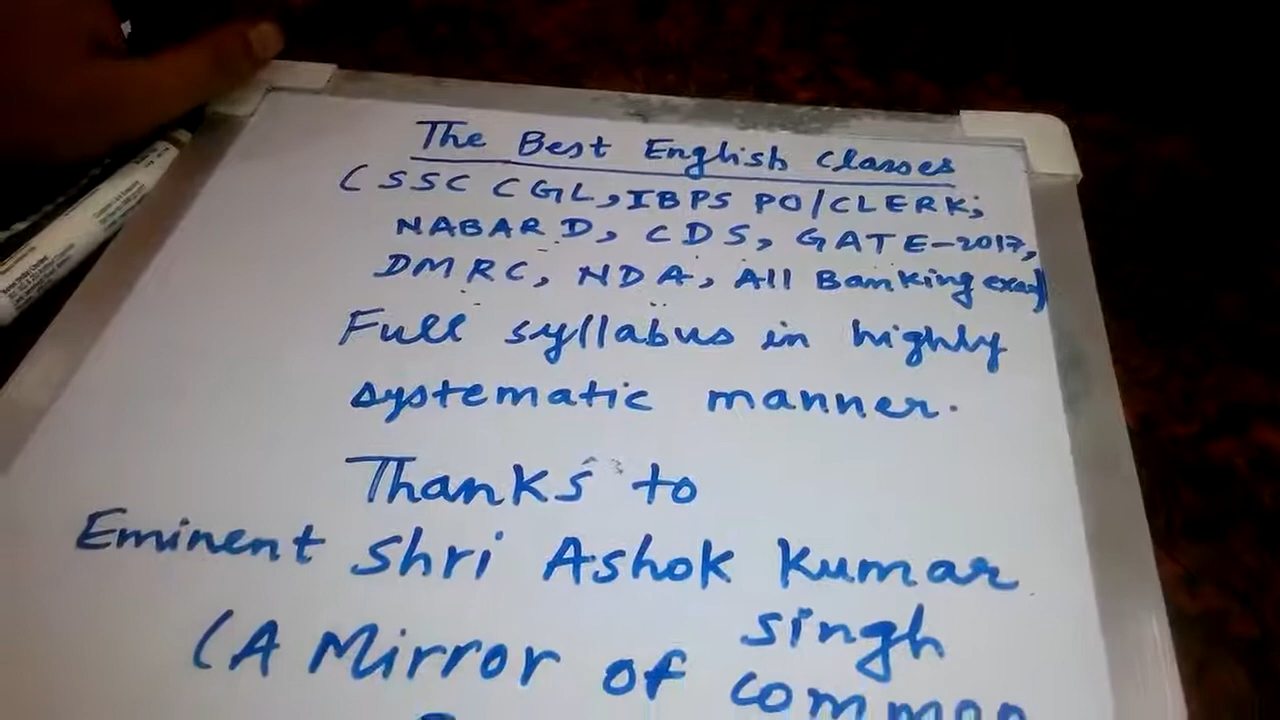 The Best English Classes
(SSC CGL, IBPS PO/CLERK,
NABARD, CDS, GATE-2017,
DMRC, NDA, All Banking exam)
Full syllabus in highly
systematic manner.
Thanks to
Eminent Shri Ashok Kumar
singh
(A Mirror of common